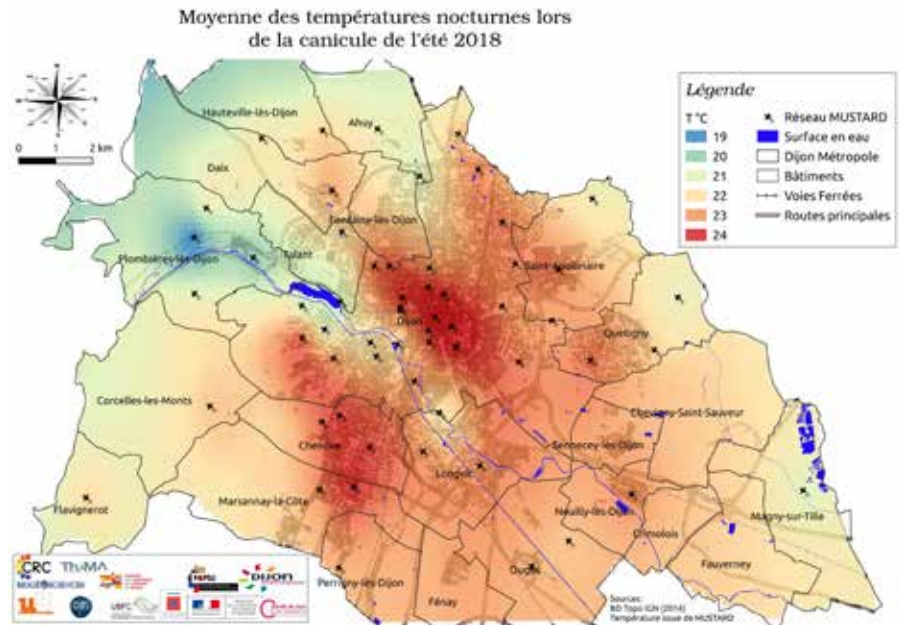 Moyenne des températures nocturnes lors
de la canicule de l'été 2018
0 1 2 km
Légende
T °C
19
20
21
22
23
24
Réseau MUSTARD
Surface en eau
Dijon Métropole
Bâtiments
Voies Ferrées
Routes principales
Hauteville-lès-Dijon
Ahuy
Daix
Fontaine-lès-Dijon
Plombières-lès-Dijon
Talant
Saint-Apollinaire
Dijon
Quetigny
Corcelles-les-Monts
Chevigny-Saint-Sauveur
Chenôve
Sennecey-lès-Dijon
Longvic
Flavignerot
Marsannay-la-Côte
Neuilly-lès-Dijon
Magny-sur-Tille
Crimolois
Fauverney
Ouges
Perrigny-lès-Dijon
Fénay
CRC
ThéMA
DIJON
UBFC
Sources:
BD Topo IGN (2014)
Température issue de MUSTARD